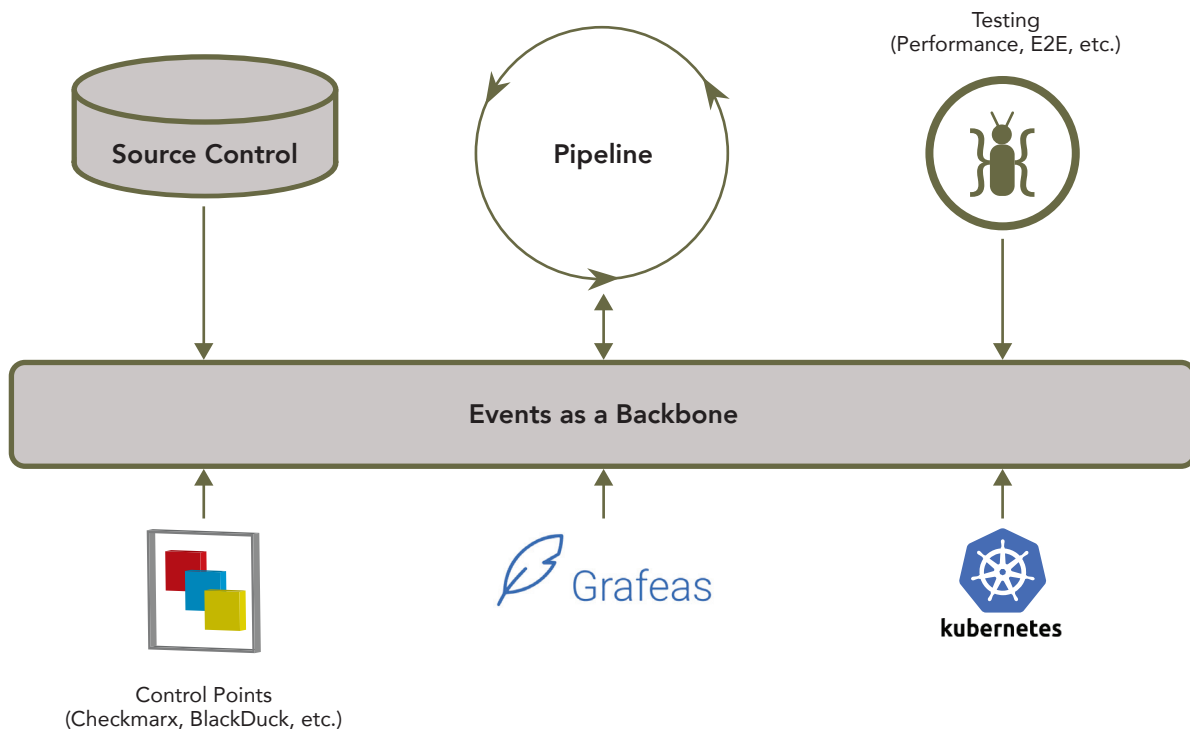 Testing
(Performance, E2E, etc.)
Source Control
Pipeline
Events as a Backbone
Grafeas
kubernetes
Control Points
(Checkmarx, BlackDuck, etc.)